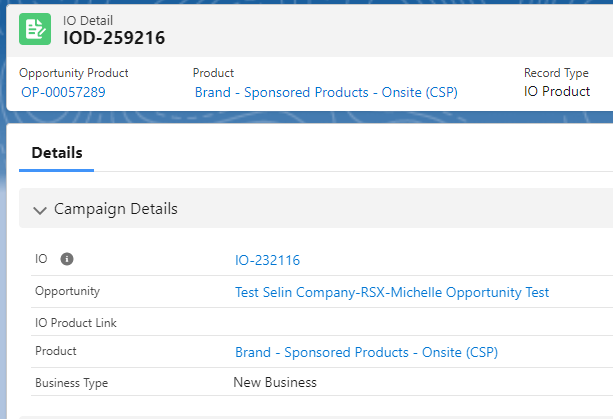 IO Detail
IOD-259216
Opportunity Product
Product
Record Type
OP-00057289
Brand - Sponsored Products - Onsite (CSP)
IO Product
Details
Campaign Details
IO
IO-232116
Opportunity
Test Selin Company-RSX-Michelle Opportunity Test
IO Product Link
Product
Brand - Sponsored Products - Onsite (CSP)
Business Type
New Business